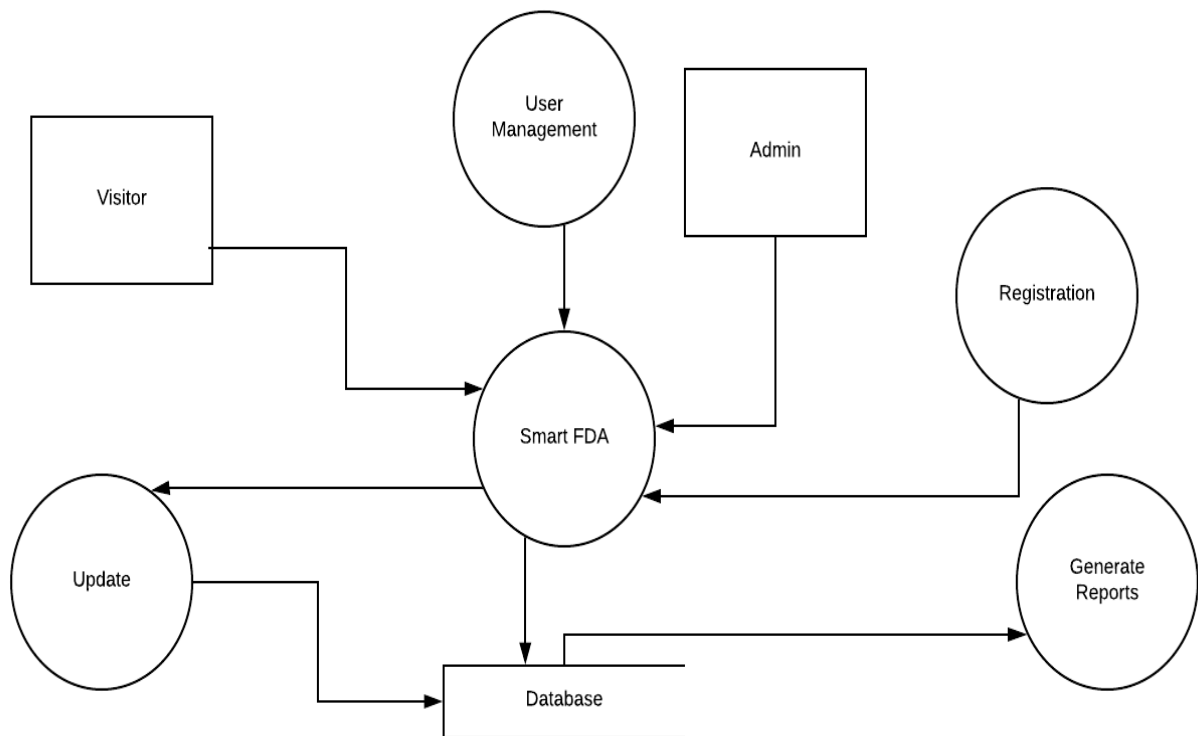 User
Management
Admin
Visitor
Registration
Smart FDA
Update
Generate
Reports
Database